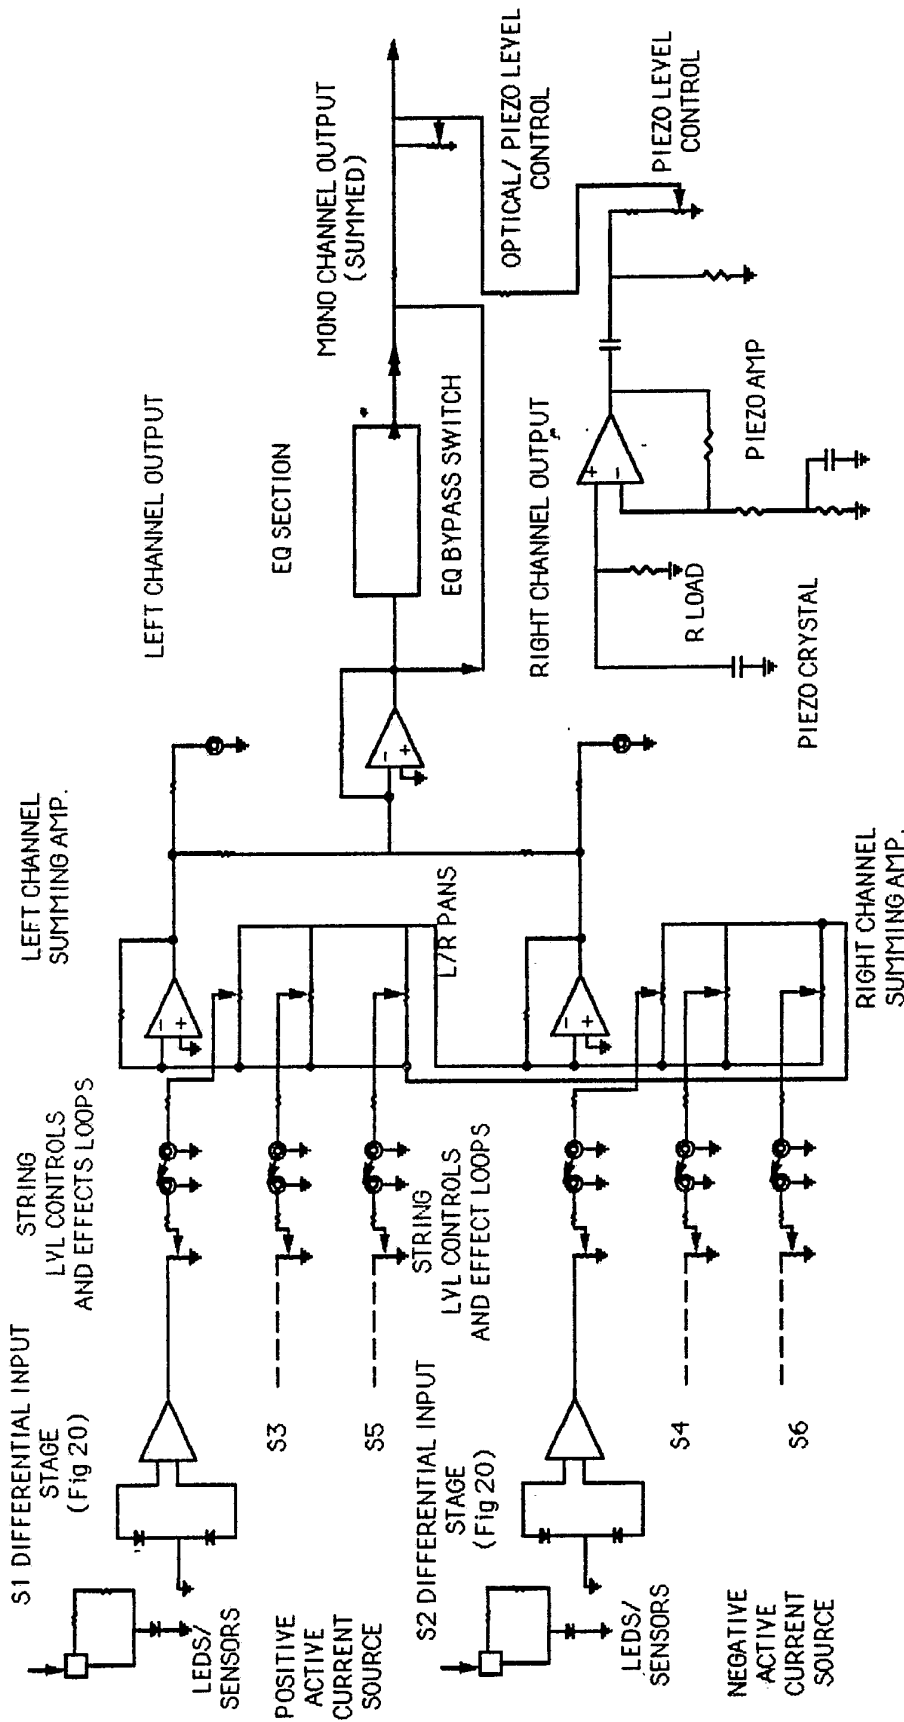 S1 DIFFERENTIAL INPUT
STAGE
(Fig 20)
STRING
LVL CONTROLS
AND EFFECTS LOOPS
LEFT CHANNEL
SUMMING AMP.
LEFT CHANNEL OUTPUT
EQ SECTION
MONO CHANNEL OUTPUT
(SUMMED)
LEDS/
SENSORS
POSITIVE
ACTIVE
CURRENT
SOURCE
S3
S5
-
+
L/R PANS
-
+
EQ BYPASS SWITCH
OPTICAL/PIEZO LEVEL
CONTROL
S2 DIFFERENTIAL INPUT
STAGE
(Fig 20)
STRING
LVL CONTROLS
AND EFFECT LOOPS
RIGHT CHANNEL OUTPUT
PIEZO LEVEL
CONTROL
LEDS/
SENSORS
NEGATIVE
ACTIVE
CURRENT
SOURCE
S4
S6
-
+
RIGHT CHANNEL
SUMMING AMP.
+
-
R LOAD
PIEZO AMP
PIEZO CRYSTAL